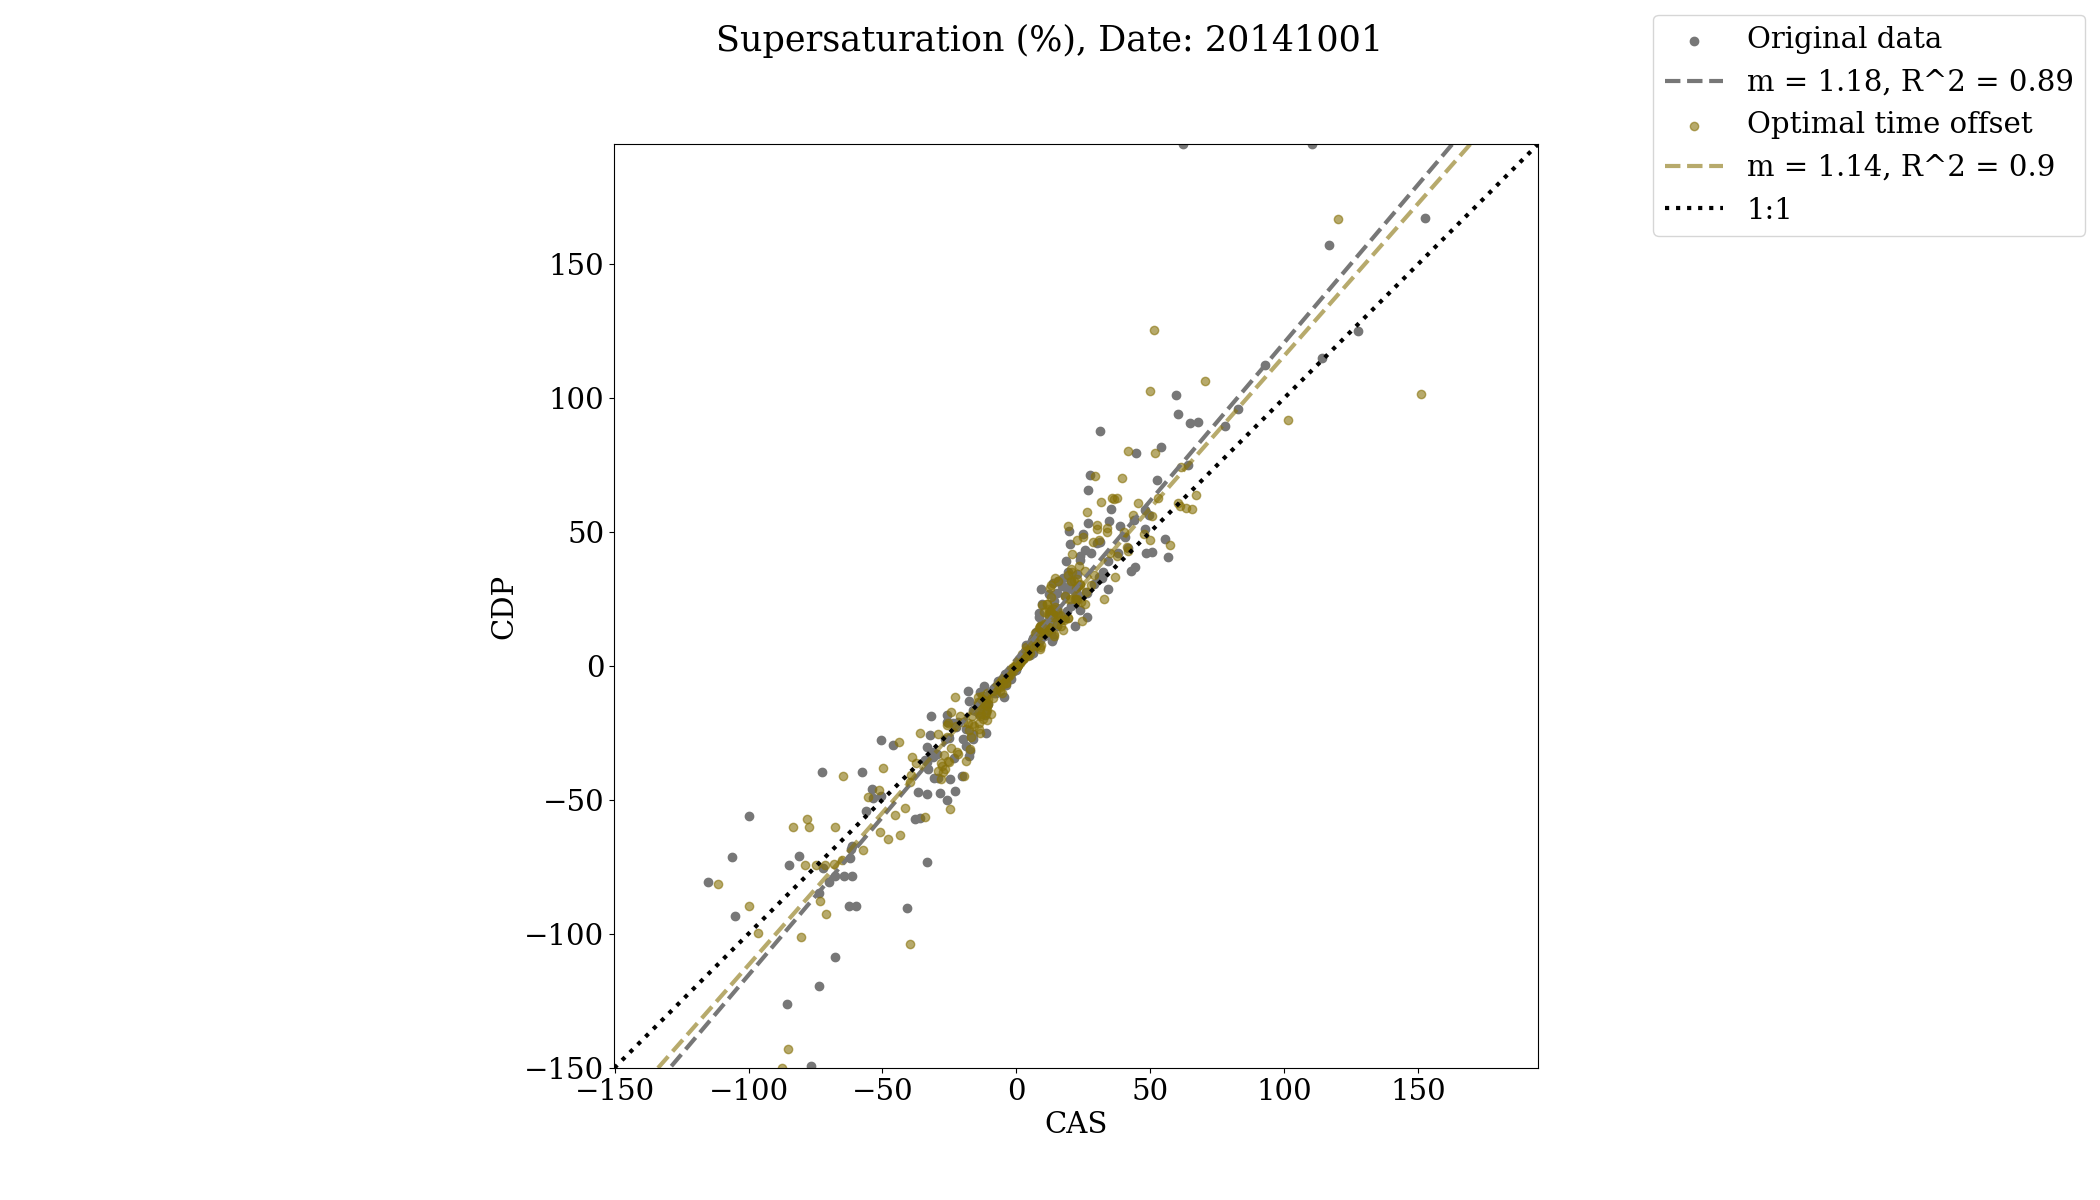 Supersaturation (%), Date: 20141001
Original data
m = 1.18, R^2 = 0.89
Optimal time offset
m = 1.14, R^2 = 0.9
1:1
150
100
50
0
−50
−100
−150
CDP
−150 −100 −50 0 50 100 150
CAS